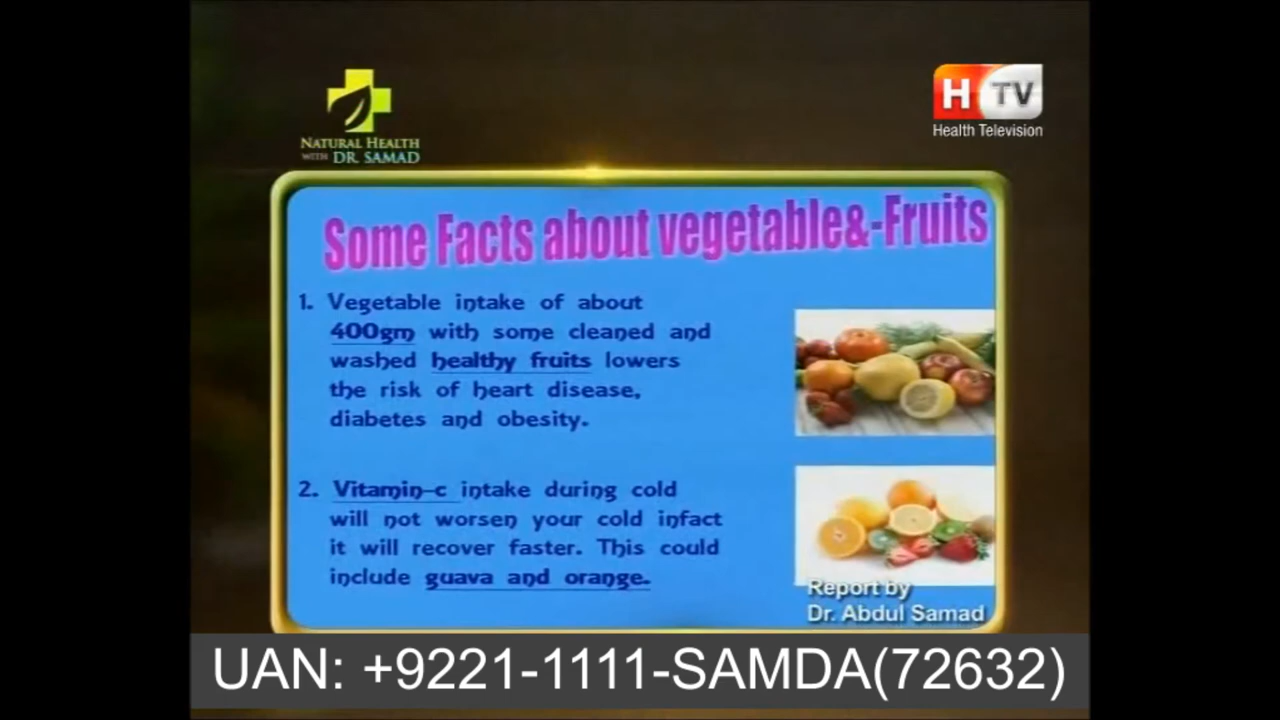 NATURAL HEALTH
WITH DR. SAMAD
H TV
Health Television
Some Facts about vegetable&-Fruits
1. Vegetable intake of about
400gm with some cleaned and
washed healthy fruits lowers
the risk of heart disease,
diabetes and obesity.
2. Vitamin-c intake during cold
will not worsen your cold infact
it will recover faster. This could
include guava and orange.
Report by
Dr. Abdul Samad
UAN: +9221-1111-SAMDA(72632)